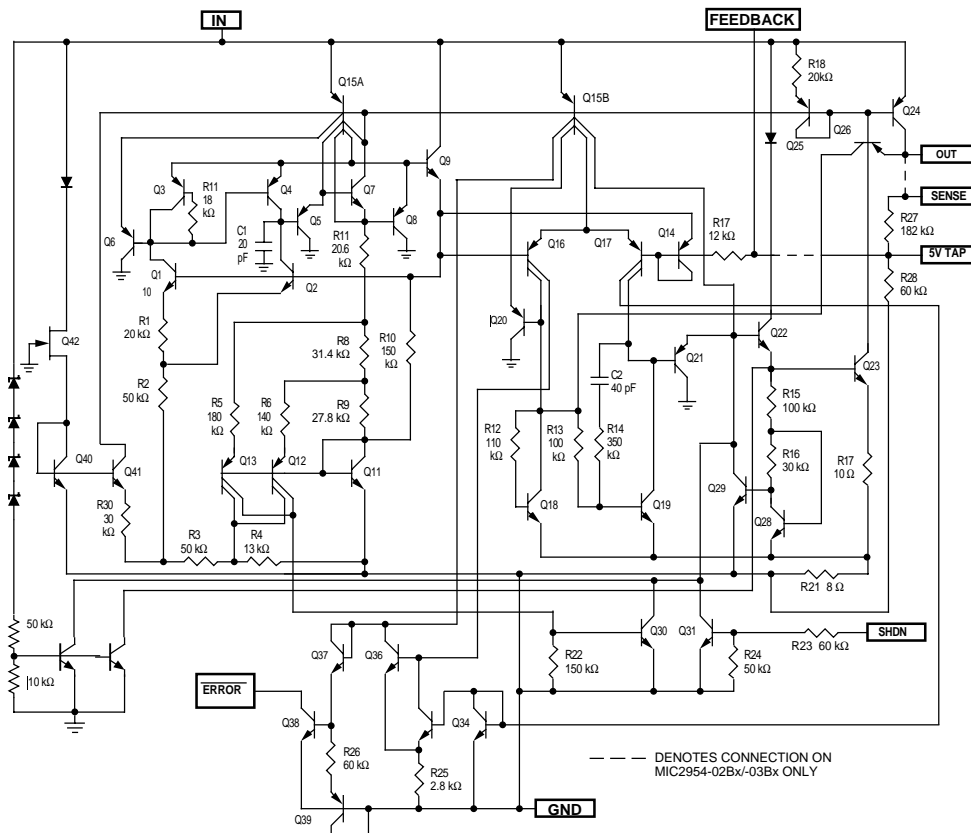 IN
FEEDBACK
Q15A
Q15B
R18
20kΩ
Q24
Q25
Q26
OUT
SENSE
R27
182 kΩ
5V TAP
R28
60 kΩ
Q3
R11
18
kΩ
Q4
Q9
Q7
Q5
Q8
Q6
C1
20
pF
R11
20.6
kΩ
Q1
10
Q2
Q16
Q17
Q14
R17
12 kΩ
Q42
R1
20 kΩ
R8
31.4 kΩ
R10
150
kΩ
Q20
C2
40 pF
Q21
Q22
Q23
R2
50 kΩ
R5
180
kΩ
R6
140
kΩ
R9
27.8 kΩ
R15
100 kΩ
R12
110
kΩ
R13
100
kΩ
R14
350
kΩ
R16
30 kΩ
R17
10 Ω
Q40
Q41
Q13
Q12
Q11
R30
30
kΩ
Q18
Q19
Q29
Q28
R3
50 kΩ
R4
13 kΩ
R21 8 Ω
50 kΩ
10 kΩ
Q37
Q36
R22
150 kΩ
Q30
Q31
R24
50 kΩ
R23 60 kΩ
SHDN
ERROR
Q38
Q34
R26
60 kΩ
R25
2.8 kΩ
Q39
GND
DENOTES CONNECTION ON
MIC2954-02Bx/-03Bx ONLY